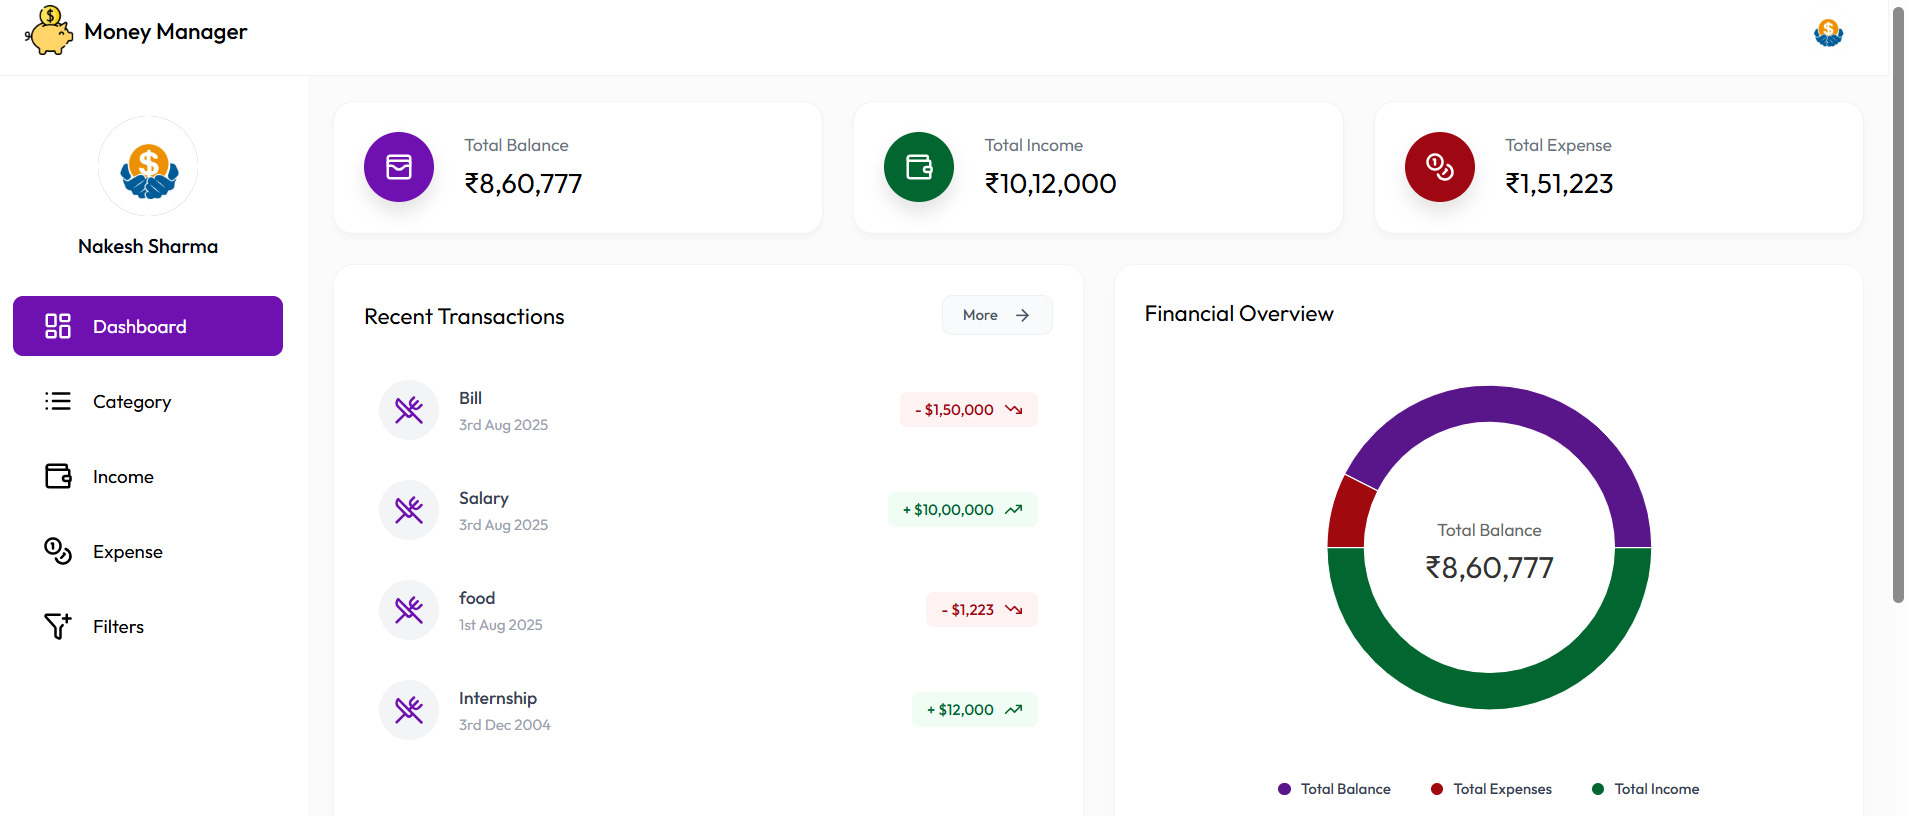 Money Manager
Nakesh Sharma
Dashboard
Category
Income
Expense
Filters
Total Balance
₹8,60,777
Total Income
₹10,12,000
Total Expense
₹1,51,223
Recent Transactions
More
Bill
3rd Aug 2025
- $1,50,000
Salary
3rd Aug 2025
+ $10,00,000
food
1st Aug 2025
- $1,223
Internship
3rd Dec 2004
+ $12,000
Financial Overview
Total Balance
₹8,60,777
Total Balance
Total Expenses
Total Income